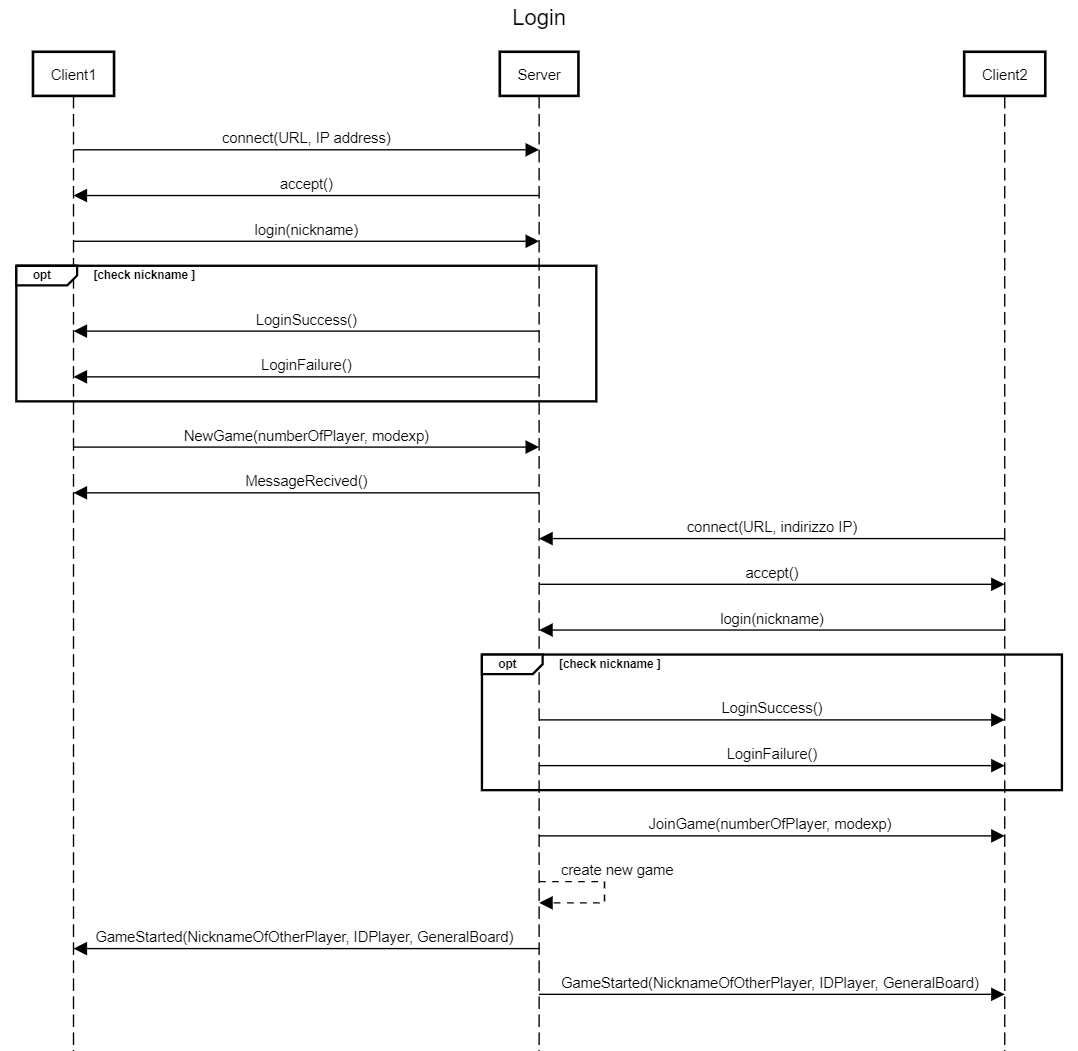 Login
Client1
Server
Client2
connect(URL, IP address)
accept()
login(nickname)
opt
[check nickname ]
LoginSuccess()
LoginFailure()
NewGame(numberOfPlayer, modexp)
MessageRecived()
connect(URL, indirizzo IP)
accept()
login(nickname)
opt
[check nickname ]
LoginSuccess()
LoginFailure()
JoinGame(numberOfPlayer, modexp)
create new game
GameStarted(NicknameOfOtherPlayer, IDPlayer, GeneralBoard)
GameStarted(NicknameOfOtherPlayer, IDPlayer, GeneralBoard)